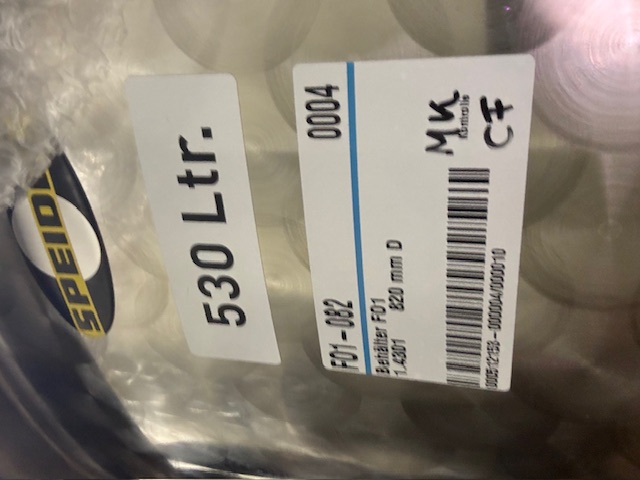 SPEIDEL
530 Ltr.
F01-082 0004
Behälter F01
1.4301 820 mm D
MK
Kontrolle
CF